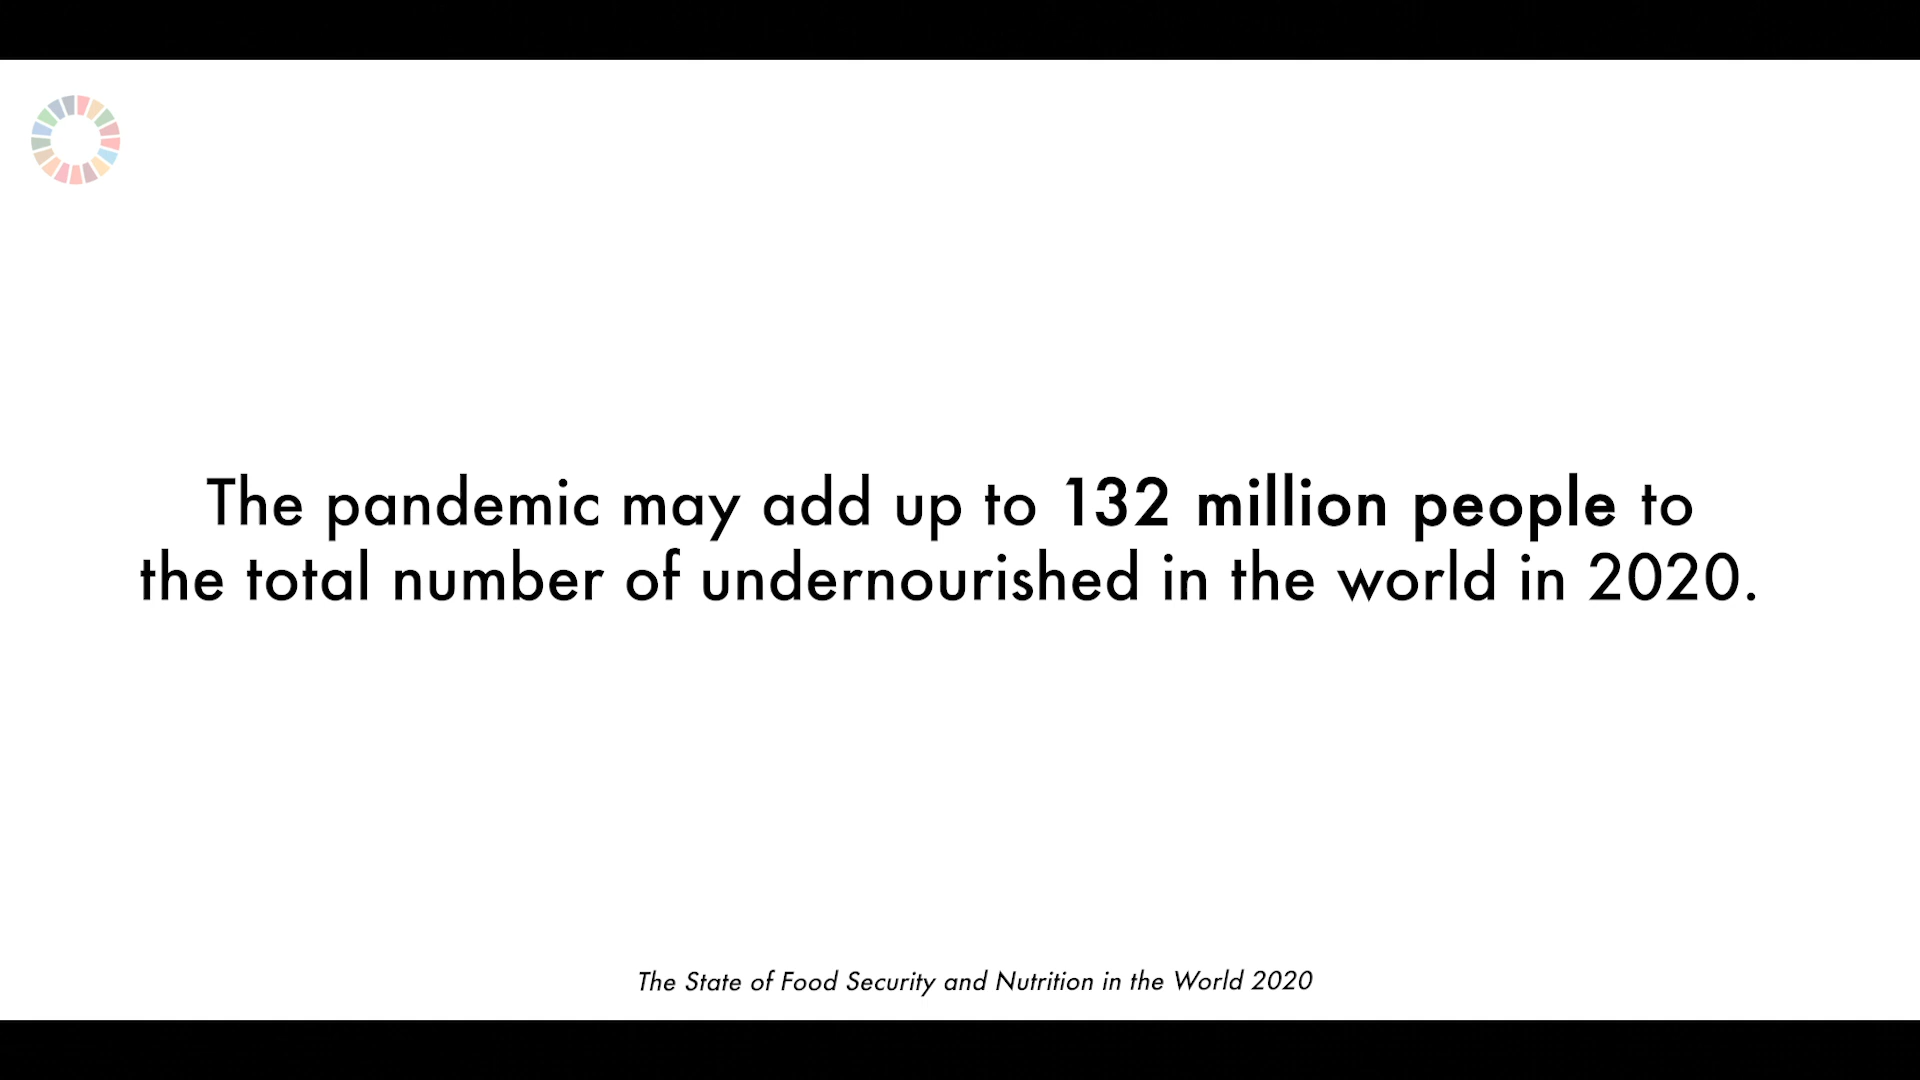 The pandemic may add up to 132 million people to
the total number of undernourished in the world in 2020.
The State of Food Security and Nutrition in the World 2020